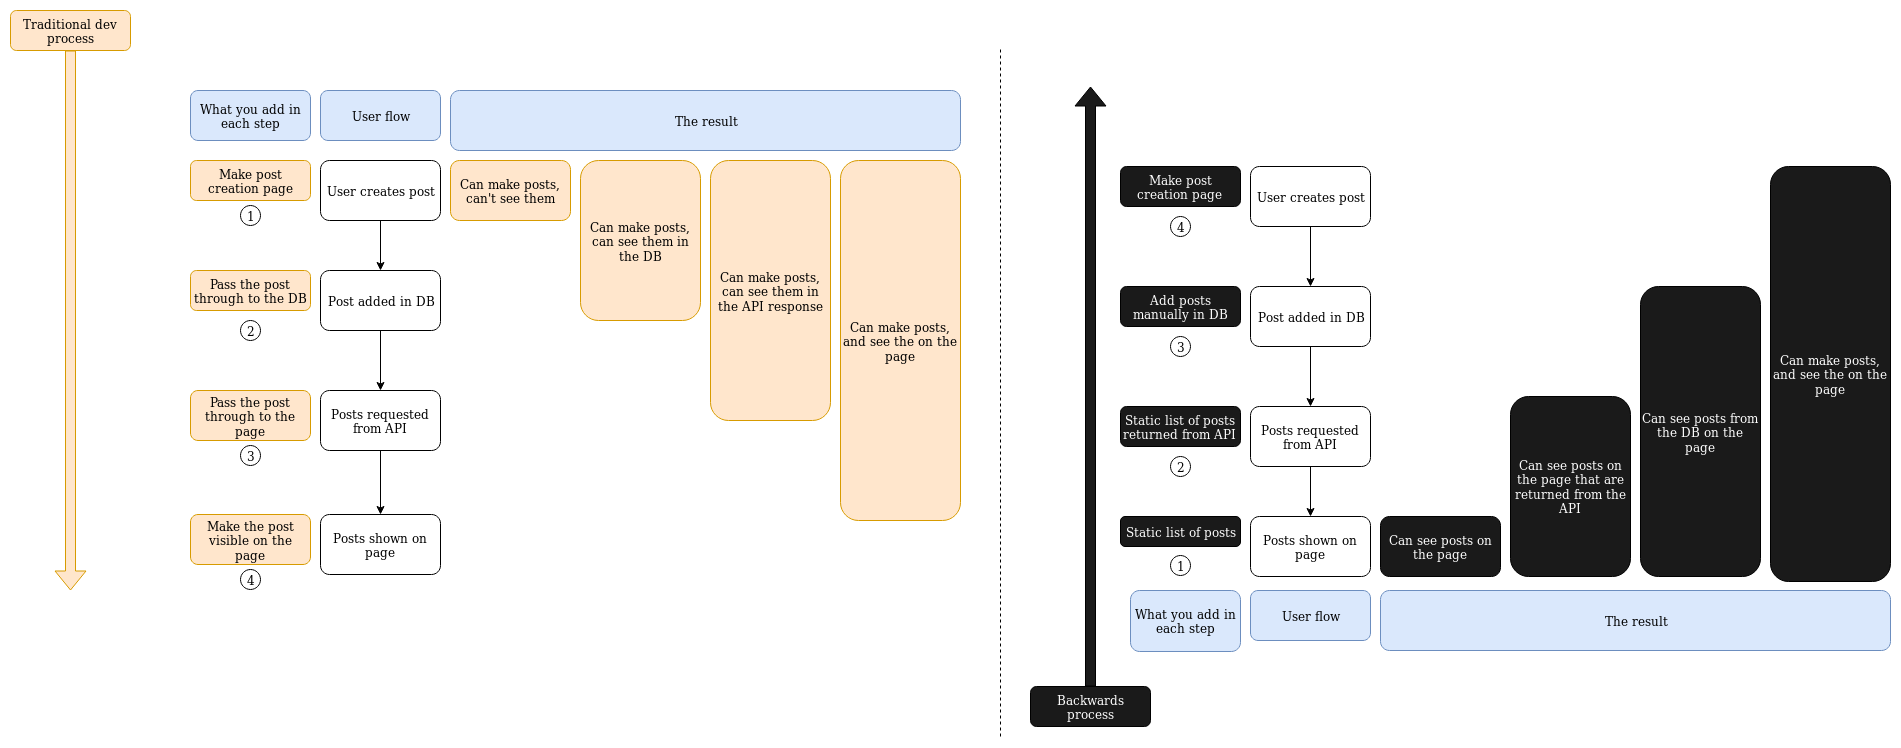 Traditional dev
process
What you add in
each step
User flow
The result
Make post
creation page
1
User creates post
Can make posts,
can't see them
Can make posts,
can see them in
the DB
Can make posts,
can see them in
the API response
Can make posts,
and see the on the
page
Pass the post
through to the DB
2
Post added in DB
Pass the post
through to the
page
3
Posts requested
from API
Make the post
visible on the
page
4
Posts shown on
page
Make post
creation page
4
User creates post
Add posts
manually in DB
3
Post added in DB
Static list of posts
returned from API
2
Posts requested
from API
Static list of posts
1
Posts shown on
page
Can see posts on
the page
Can see posts on
the page that are
returned from the
API
Can see posts from
the DB on the
page
Can make posts,
and see the on the
page
What you add in
each step
User flow
The result
Backwards
process